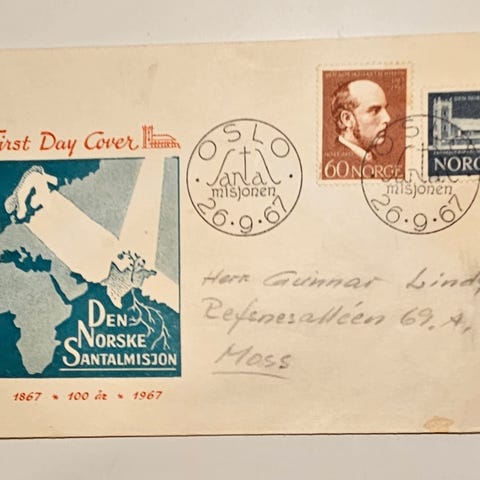 First Day Cover
DEN
NORSKE
SANTALMISJON
1867 * 100 år * 1967
OSLO
Santal
misjonen
26.9.67
60 NORGE
NORG
OSLO
misjonen
26.9.67
Herr Gunnar Lind
Refsnesalléen 69.A.
Moss